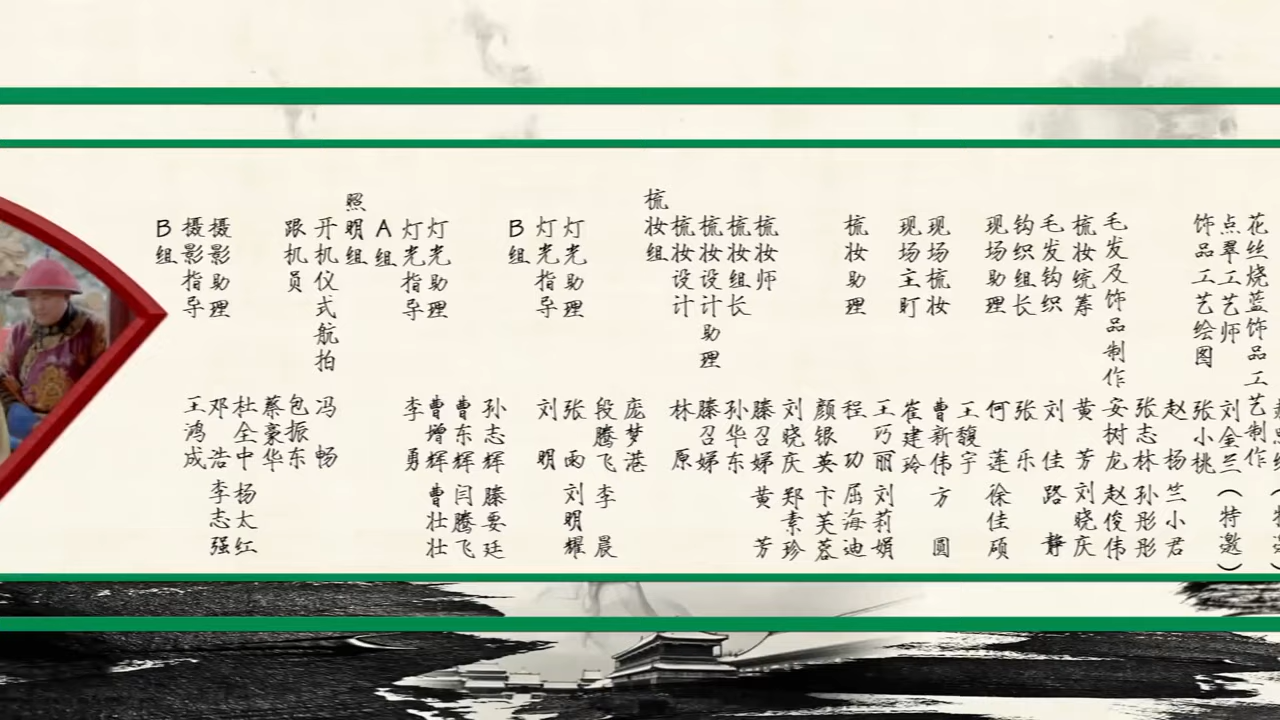 B组
摄影指导 王鸿成
摄影助理 邓浩 李志强
杜全中 杨太红
蔡豪华
跟机员 包振东
开机仪式航拍 冯畅
照明组
A组
灯光指导 李勇
灯光助理 曹增辉 曹壮壮
曹东辉 闫腾飞
孙志辉 滕要廷
B组
灯光指导 刘明
灯光助理 张雨 刘明耀
段腾飞 李晨
庞梦港
梳妆组
梳妆设计 林原
梳妆设计助理 滕召娣
梳妆组长 孙华东
梳妆师 滕召娣 黄芳
刘晓庆 郑素珍
颜银英 卞芙蓉
梳妆助理 程功 屈海迪
王巧丽 刘莉娟
现场主盯 崔建玲
现场梳妆 曹新伟 方圆
王馥宇
现场助理 何莲 徐佳硕
钩织组长 张乐
毛发钩织 刘佳 路静
梳妆统筹 黄芳 刘晓庆
毛发及饰品制作 安树龙 赵俊伟
张志林 孙彤彤
赵杨 竺小君
饰品工艺绘图 张小桃
点翠工艺师 刘金兰（特邀）
花丝烧蓝饰品工艺制作